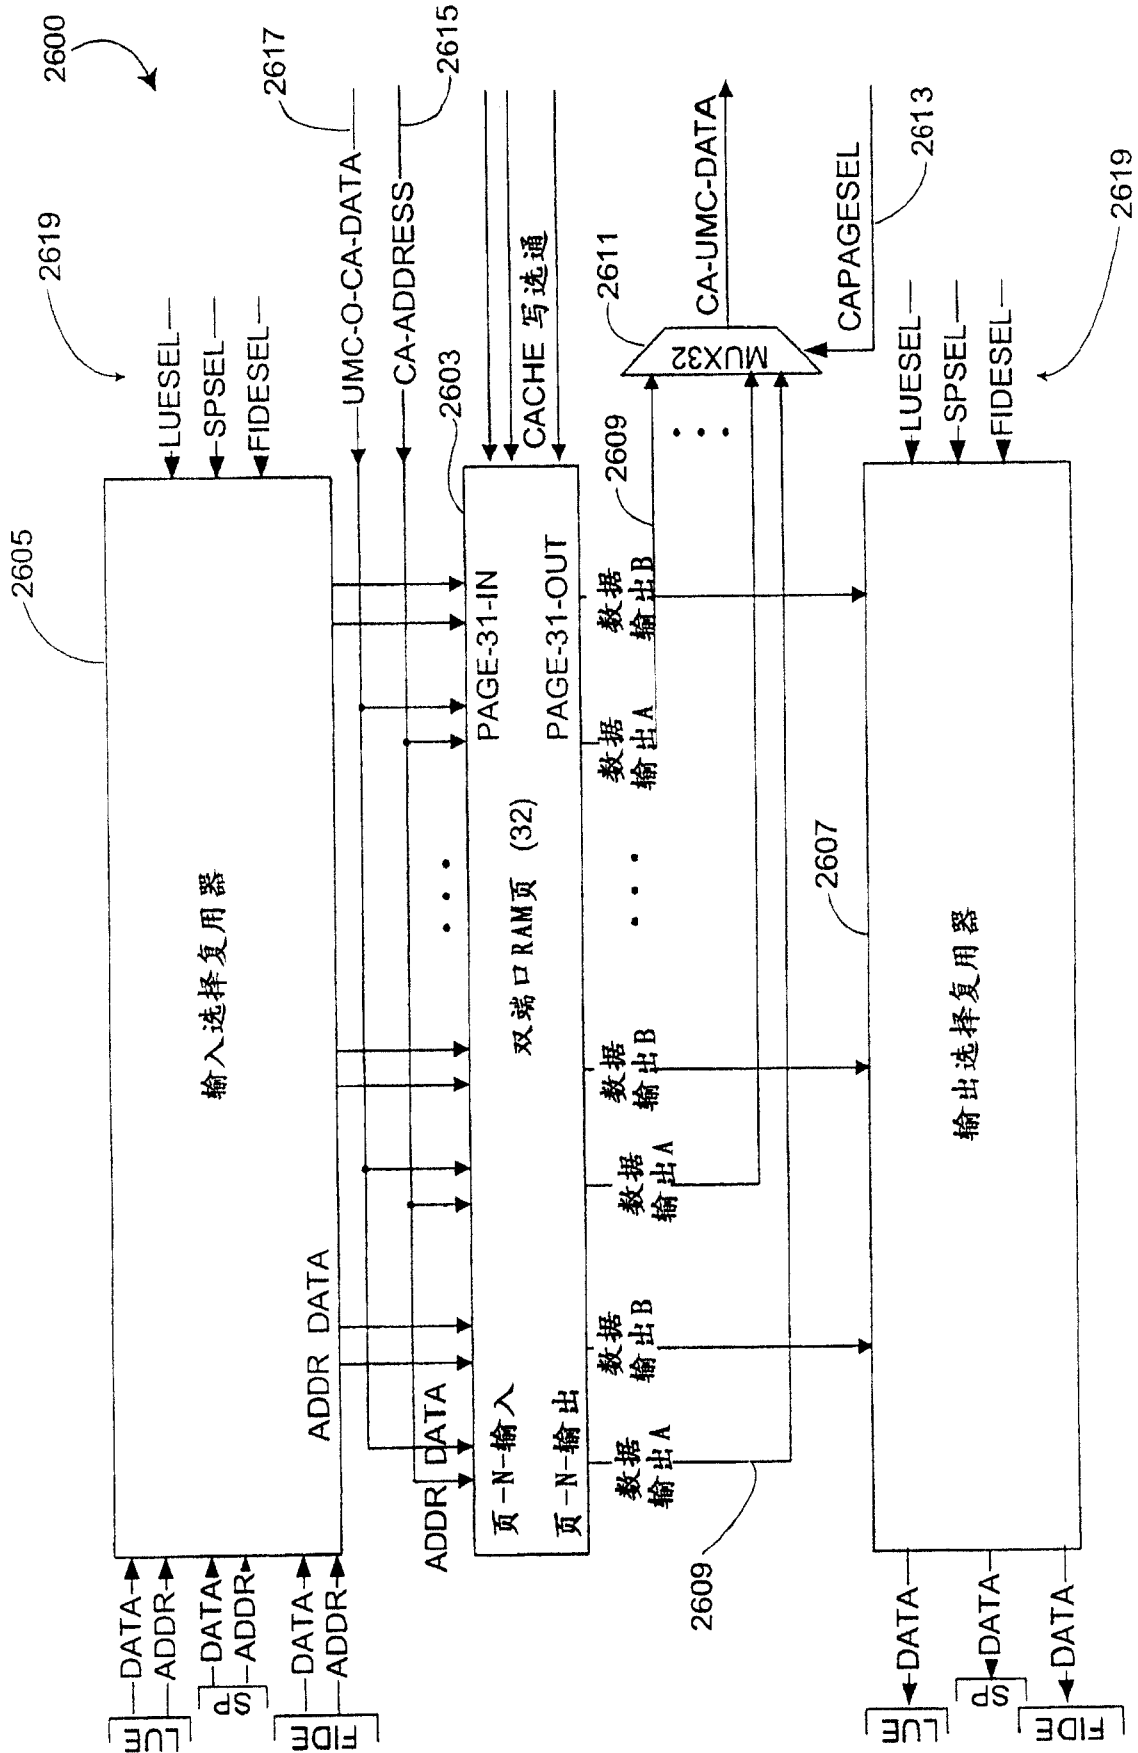 2600
2605
2619
LUESEL
SPSEL
FIDESEL
2617
UMC-O-CA-DATA
2615
CA-ADDRESS
LUE
DATA
ADDR
SP
DATA
ADDR
FIDE
DATA
ADDR
输入选择复用器
ADDR DATA
ADDR DATA
2603
CACHE 写选通
页-N-输入
双端口RAM页 (32)
PAGE-31-IN
页-N-输出
PAGE-31-OUT
数据
输出A
数据
输出B
数据
输出A
数据
输出B
数据
输出A
数据
输出B
2609
2609
2611
MUX32
CA-UMC-DATA
CAPAGESEL
2613
2607
输出选择复用器
LUESEL
SPSEL
FIDESEL
2619
LUE
DATA
SP
DATA
FIDE
DATA